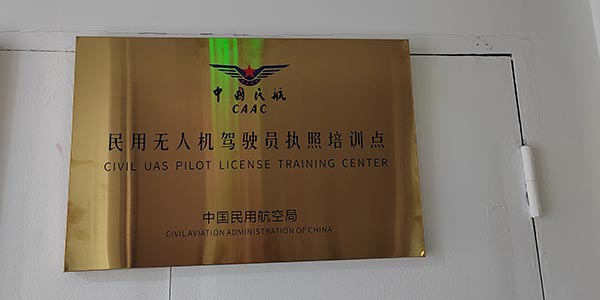 中国民航
CAAC
民用无人机驾驶员执照培训点
CIVIL UAS PILOT LICENSE TRAINING CENTER
中国民用航空局
CIVIL AVIATION ADMINISTRATION OF CHINA